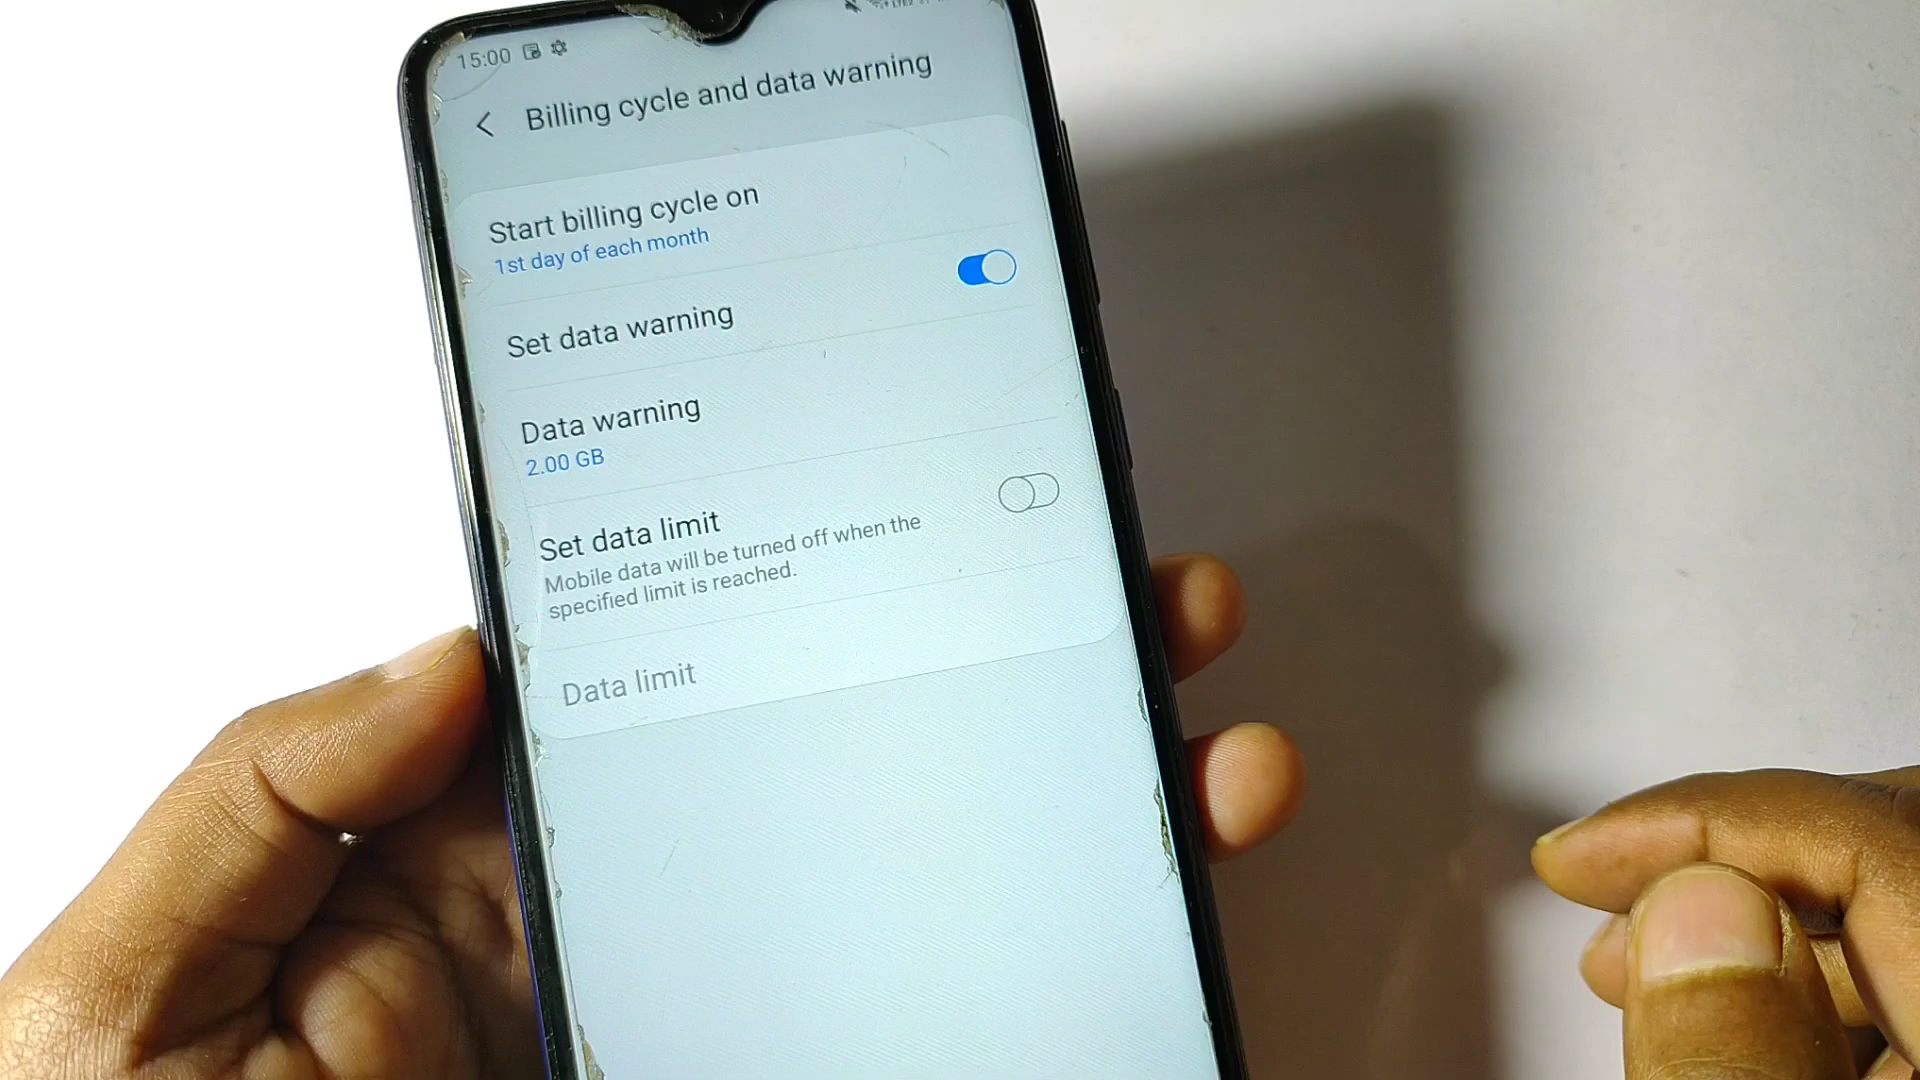 15:00
Billing cycle and data warning
Start billing cycle on
1st day of each month
Set data warning
Data warning
2.00 GB
Set data limit
Mobile data will be turned off when the
specified limit is reached.
Data limit